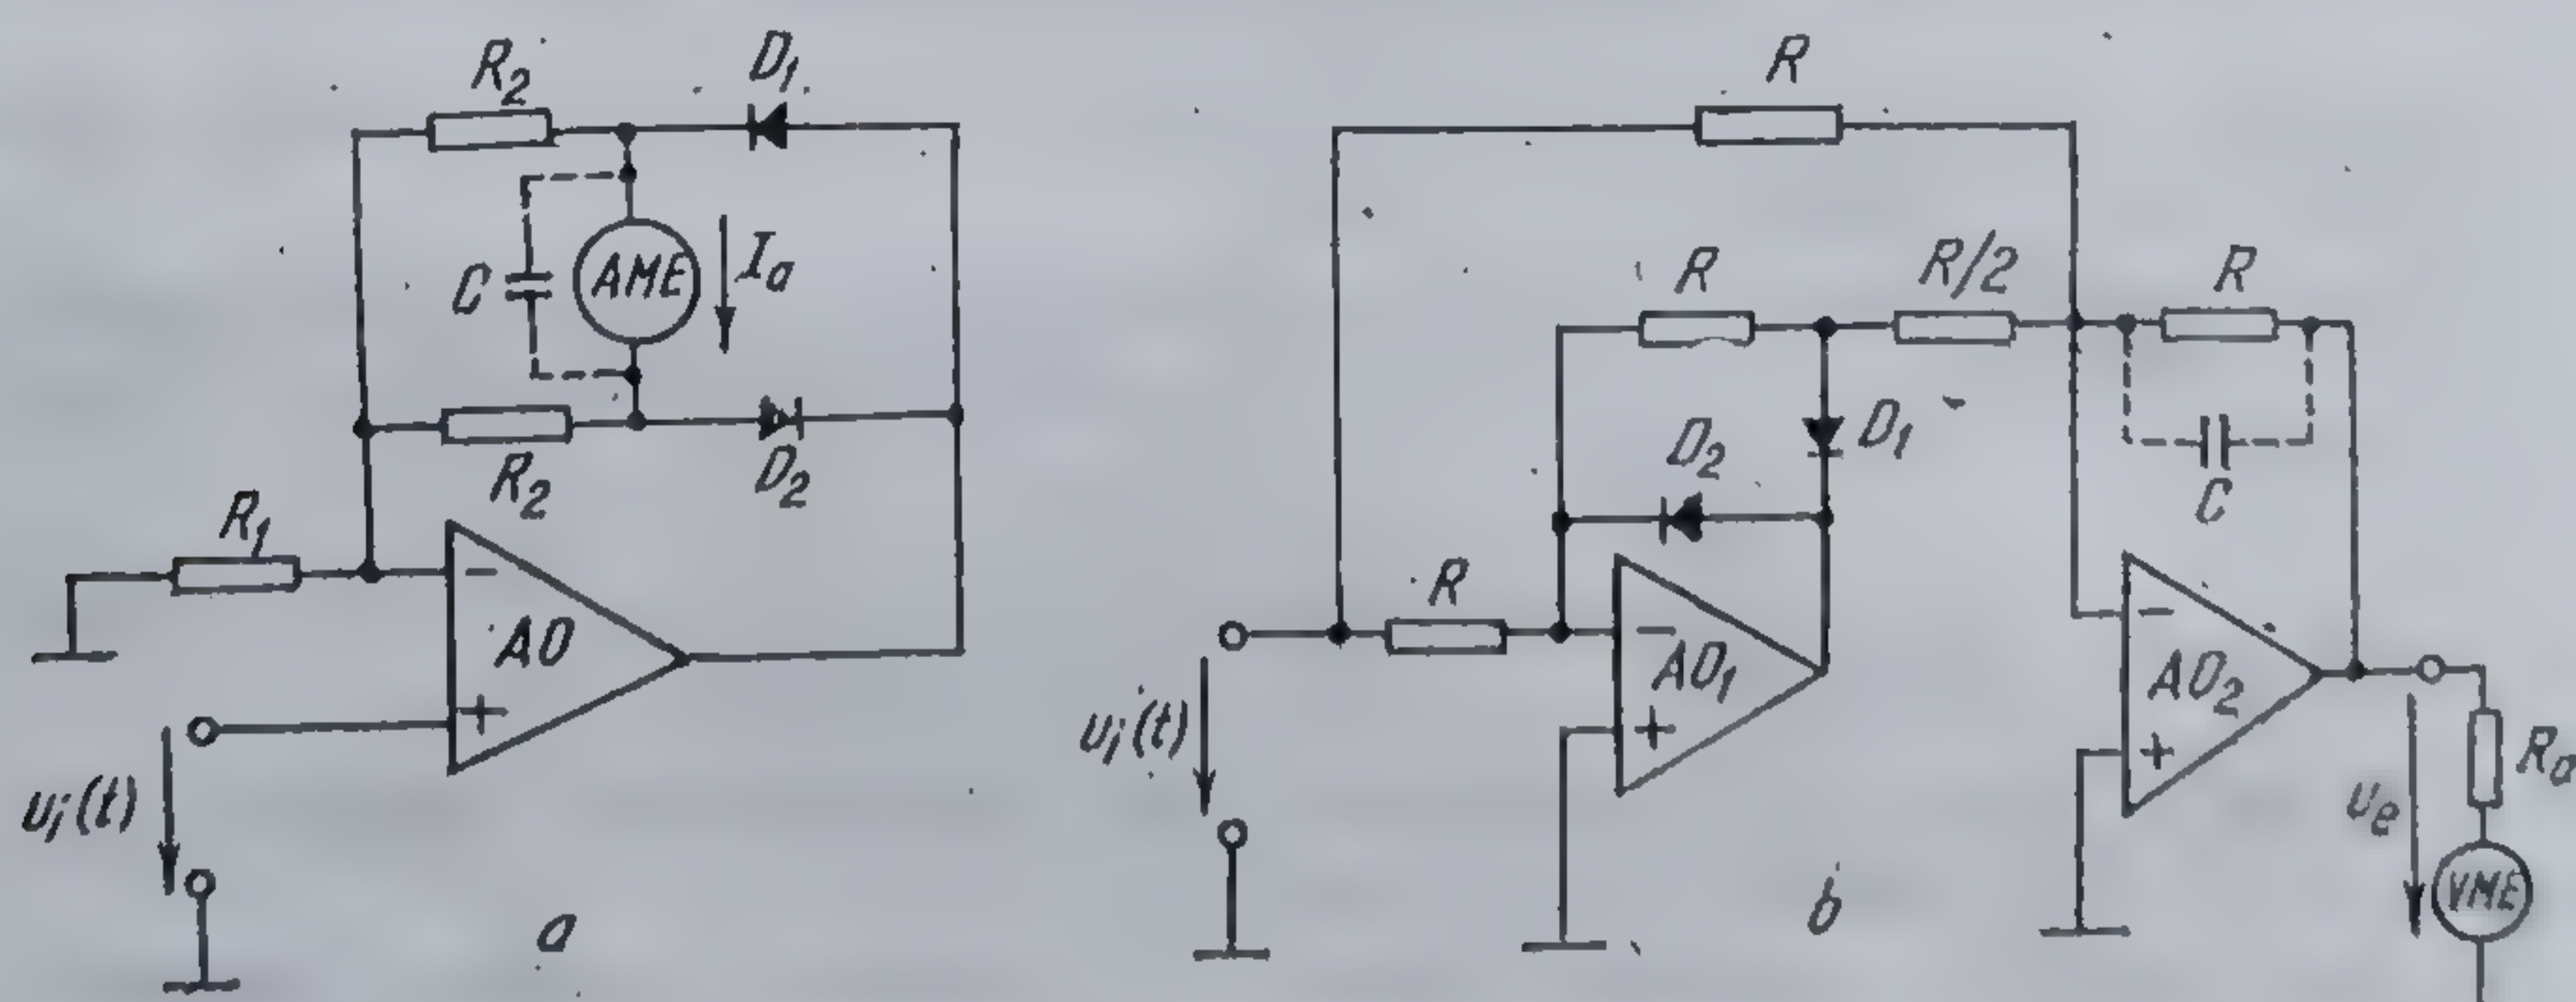 R2
D1
C
AME
Ia
R2
D2
R1
-
AO
+
ui(t)
a
R
R
R/2
R
D2
D1
C
R
-
AO1
+
ui(t)
-
AO2
+
ue
Ra
VME
b